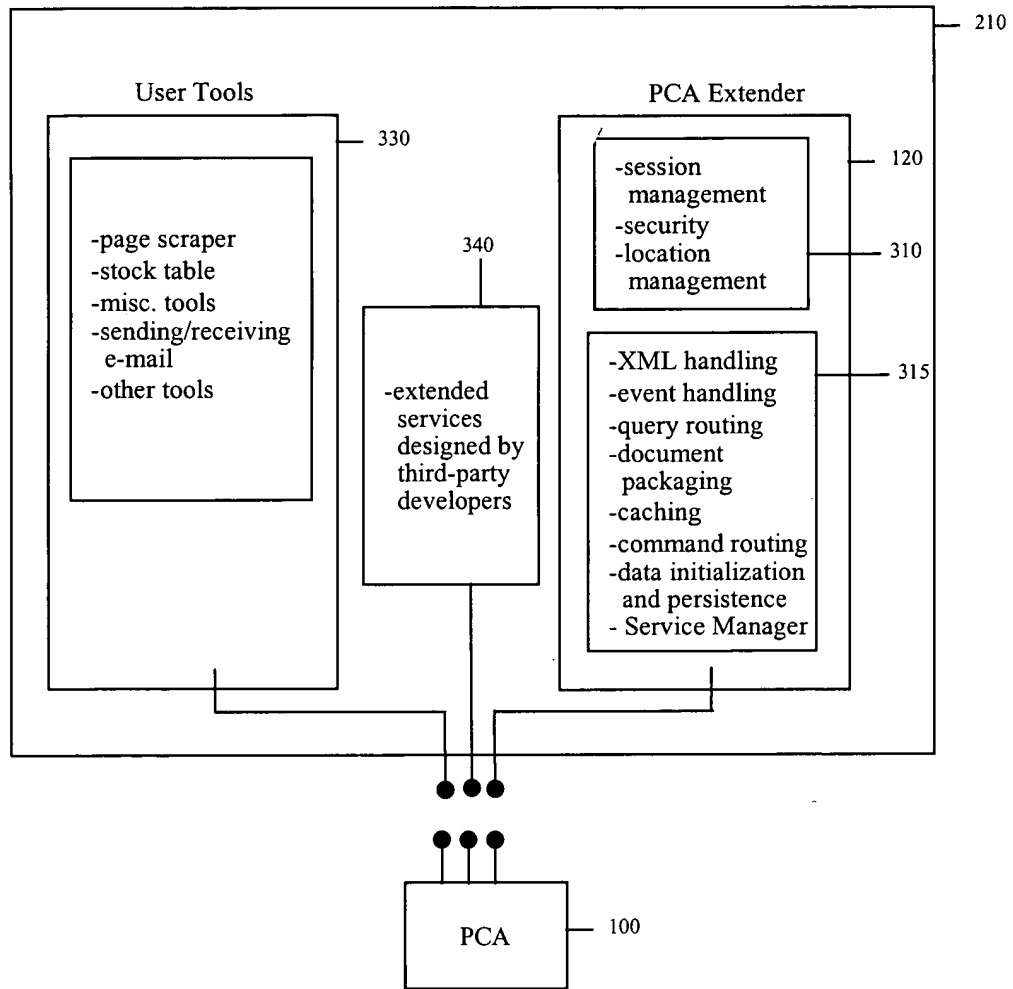 210
User Tools
330
-page scraper
-stock table
-misc. tools
-sending/receiving
e-mail
-other tools
340
-extended
services
designed by
third-party
developers
PCA Extender
120
-session
management
-security
-location
management
310
-XML handling
-event handling
-query routing
-document
packaging
-caching
-command routing
-data initialization
and persistence
- Service Manager
315
PCA
100